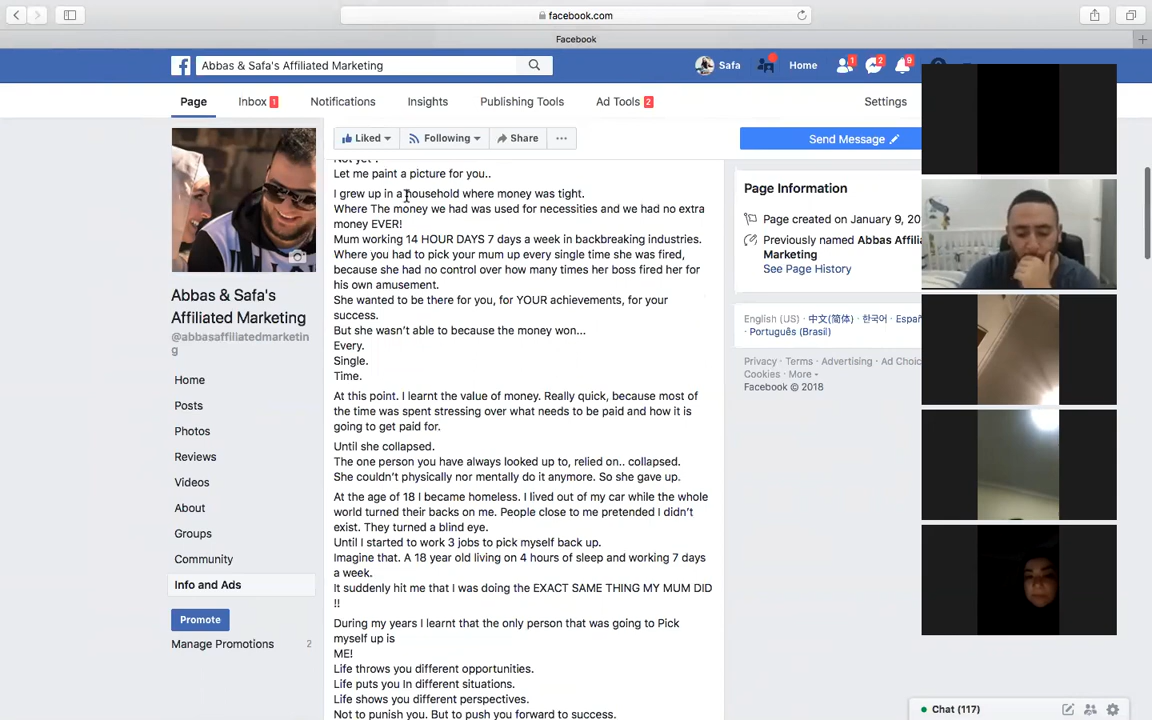 facebook.com
Facebook
Abbas & Safa's Affiliated Marketing
Safa
Home
1
2
9
Page
Inbox 1
Notifications
Insights
Publishing Tools
Ad Tools 2
Settings
Liked
Following
Share
Send Message
Not yet .
Let me paint a picture for you..
I grew up in a household where money was tight.
Where The money we had was used for necessities and we had no extra
money EVER!
Mum working 14 HOUR DAYS 7 days a week in backbreaking industries.
Where you had to pick your mum up every single time she was fired,
because she had no control over how many times her boss fired her for
his own amusement.
She wanted to be there for you, for YOUR achievements, for your
success.
But she wasn't able to because the money won...
Every.
Single.
Time.
At this point. I learnt the value of money. Really quick, because most of
the time was spent stressing over what needs to be paid and how it is
going to get paid for.
Until she collapsed.
The one person you have always looked up to, relied on.. collapsed.
She couldn't physically nor mentally do it anymore. So she gave up.
At the age of 18 I became homeless. I lived out of my car while the whole
world turned their backs on me. People close to me pretended I didn't
exist. They turned a blind eye.
Until I started to work 3 jobs to pick myself back up.
Imagine that. A 18 year old living on 4 hours of sleep and working 7 days
a week.
It suddenly hit me that I was doing the EXACT SAME THING MY MUM DID
!!
During my years I learnt that the only person that was going to Pick
myself up is
ME!
Life throws you different opportunities.
Life puts you In different situations.
Life shows you different perspectives.
Not to punish you. But to push you forward to success.
Abbas & Safa's
Affiliated Marketing
@abbasaffiliatedmarketin
g
Home
Posts
Photos
Reviews
Videos
About
Groups
Community
Info and Ads
Promote
Manage Promotions 2
Page Information
Page created on January 9, 20
Previously named Abbas Affilia
Marketing
See Page History
English (US) · 中文(简体) · 한국어 · Españ
Português (Brasil)
Privacy · Terms · Advertising · Ad Choic
Cookies · More
Facebook © 2018
Chat (117)